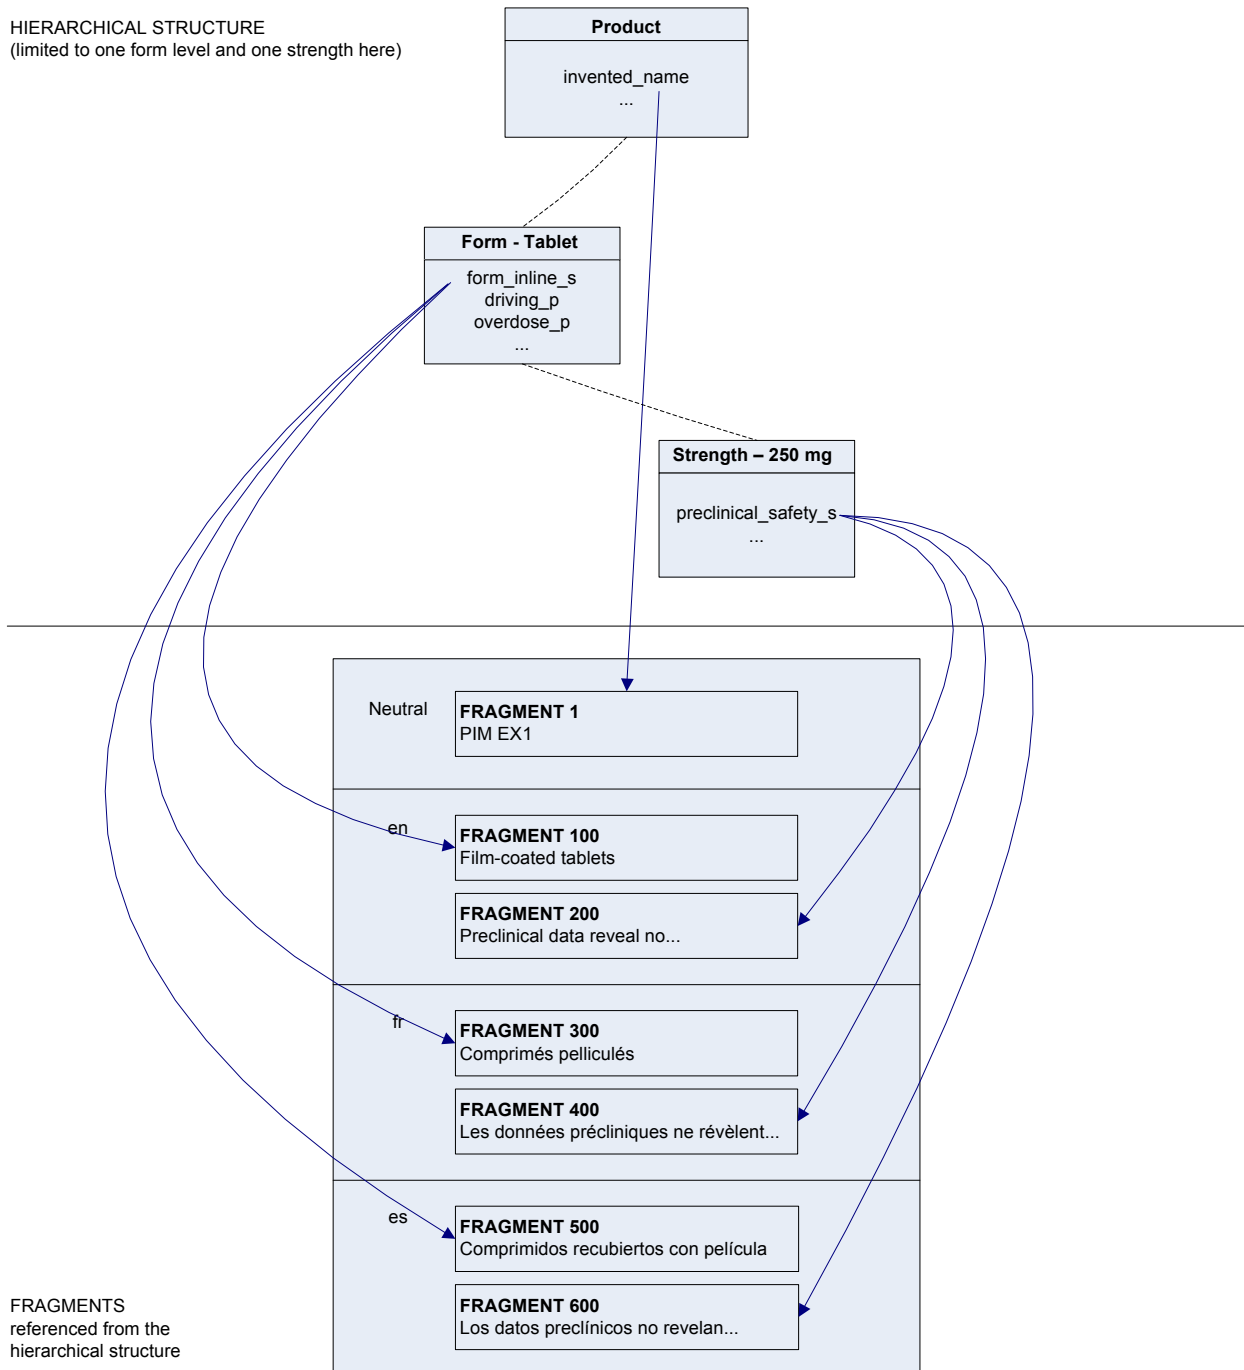 HIERARCHICAL STRUCTURE
(limited to one form level and one strength here)
Product
invented_name
...
Form - Tablet
form_inline_s
driving_p
overdose_p
...
Strength – 250 mg
preclinical_safety_s
...
Neutral
FRAGMENT 1
PIM EX1
en
FRAGMENT 100
Film-coated tablets
FRAGMENT 200
Preclinical data reveal no...
fr
FRAGMENT 300
Comprimés pelliculés
FRAGMENT 400
Les données précliniques ne révèlent...
es
FRAGMENT 500
Comprimidos recubiertos con película
FRAGMENT 600
Los datos preclínicos no revelan...
FRAGMENTS
referenced from the
hierarchical structure